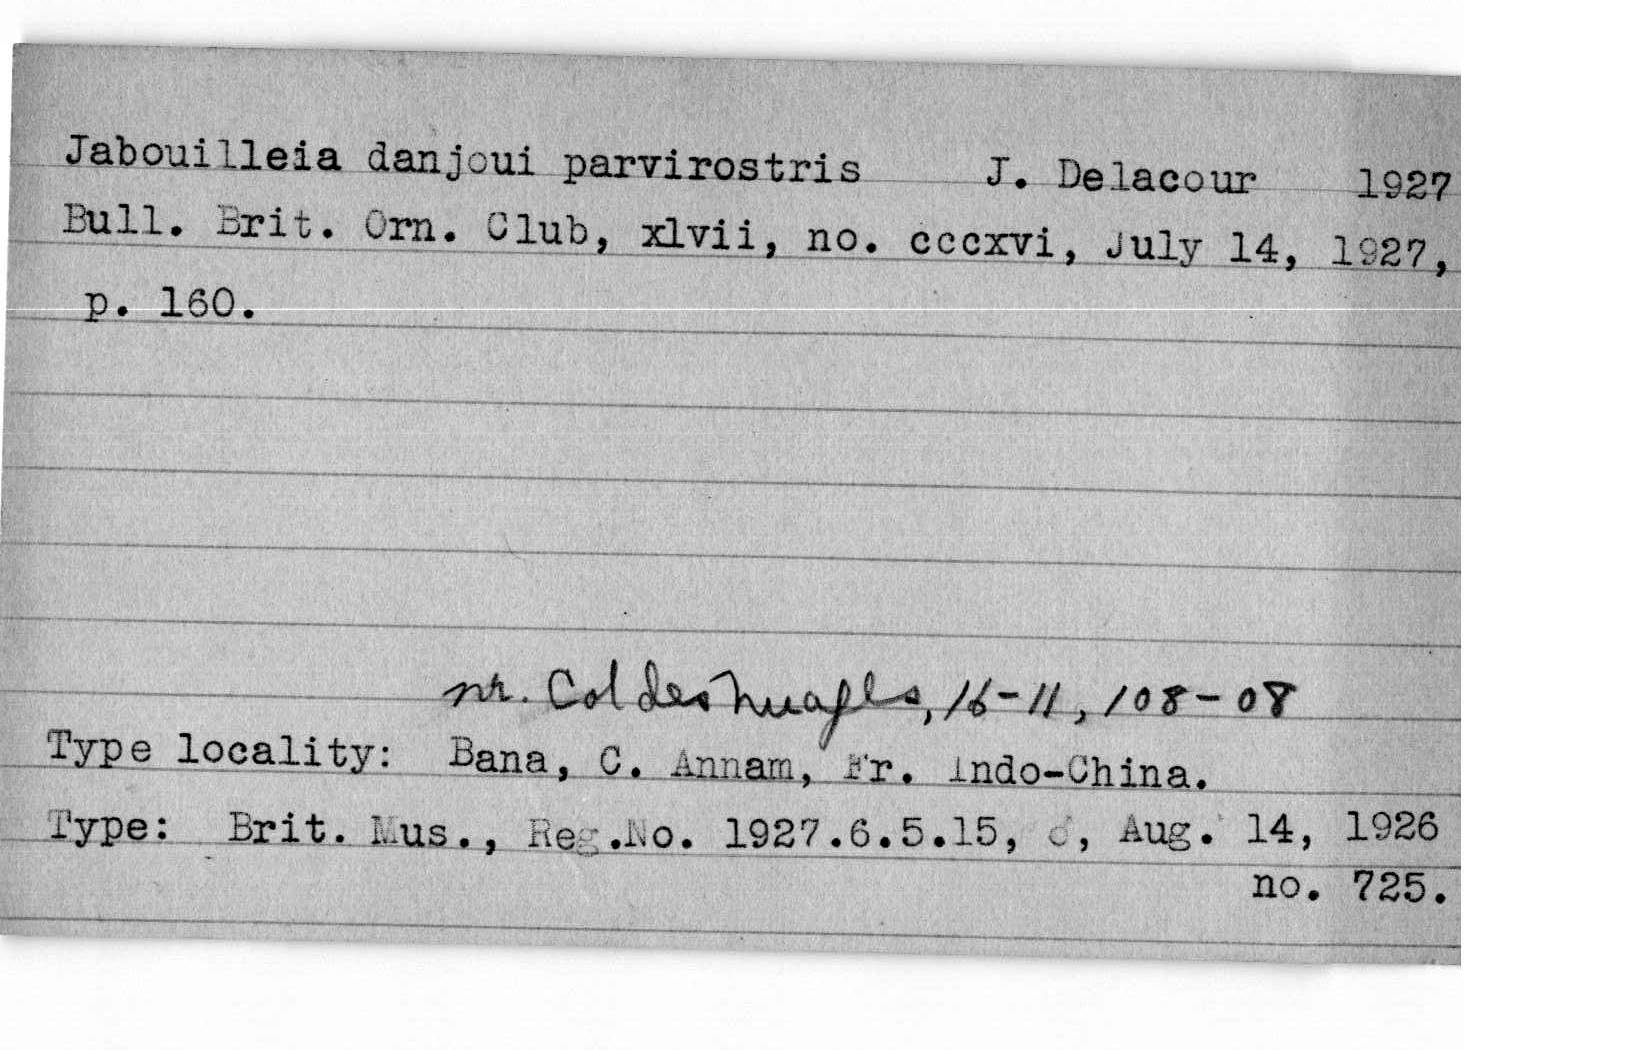 Jabouilleia danjoui parvirostris J. Delacour 1927
Bull. Brit. Orn. Club, xlvii, no. cccxvi, July 14, 1927,
p. 160.
nr. Col des Nuages, 16-11, 108-08
Type locality: Bana, C. Annam, Fr. Indo-China.
Type: Brit. Mus., Reg.No. 1927.6.5.15, ♂, Aug. 14, 1926
no. 725.